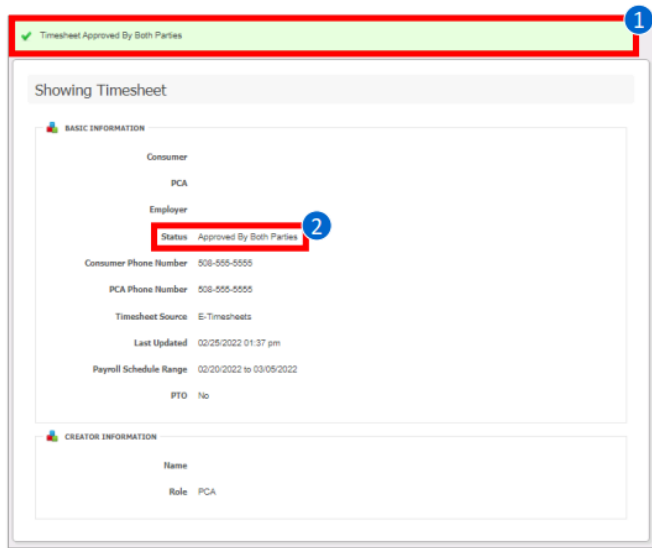 1
Timesheet Approved By Both Parties
Showing Timesheet
BASIC INFORMATION
Consumer
PCA
Employer
2
Status Approved By Both Parties
Consumer Phone Number 508-555-5555
PCA Phone Number 508-555-5555
Timesheet Source E-Timesheets
Last Updated 02/25/2022 01:37 pm
Payroll Schedule Range 02/20/2022 to 03/05/2022
PTO No
CREATOR INFORMATION
Name
Role PCA